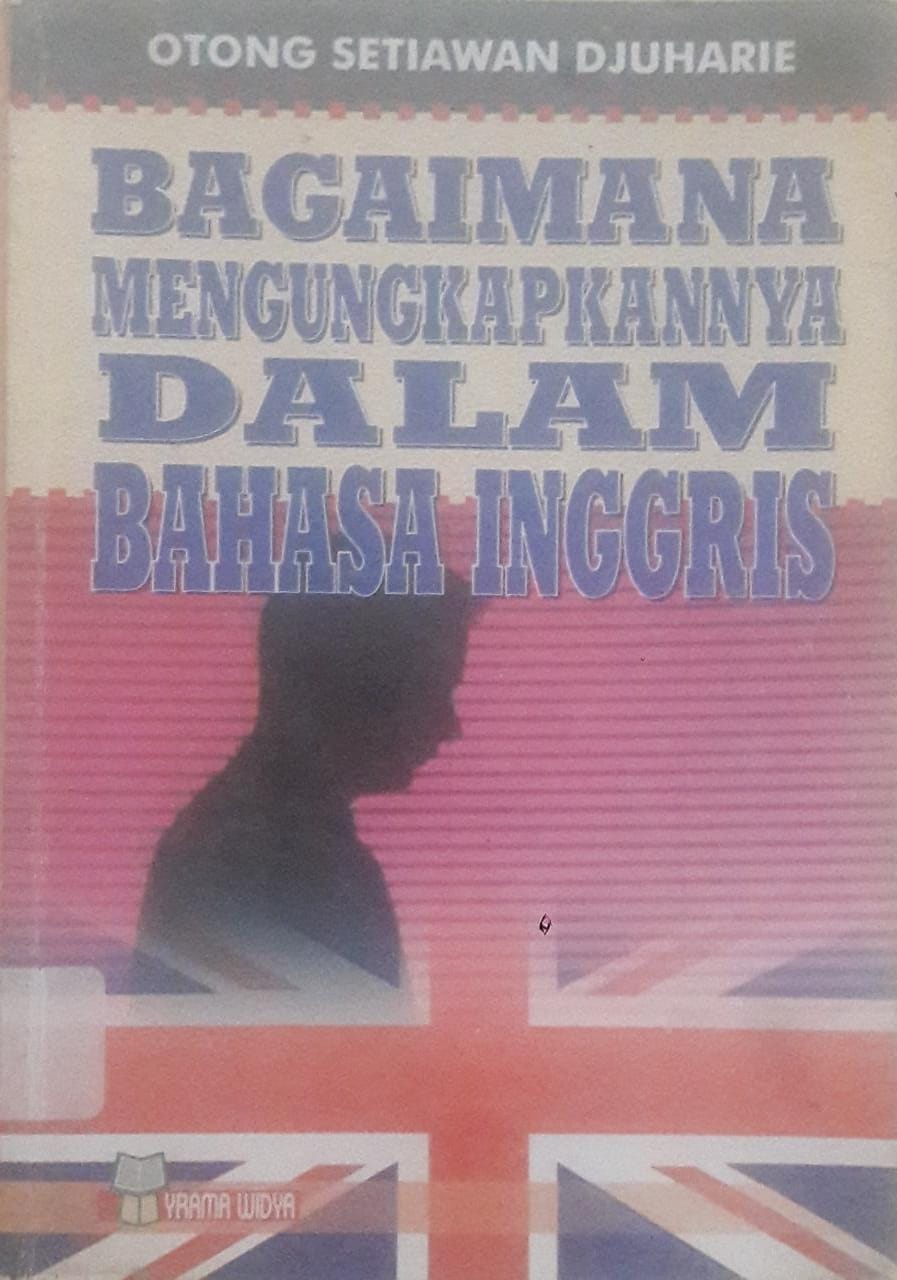 OTONG SETIAWAN DJUHARIE
BAGAIMANA
MENGUNGKAPKANNYA
DALAM
BAHASA INGGRIS
YRAMA WIDYA